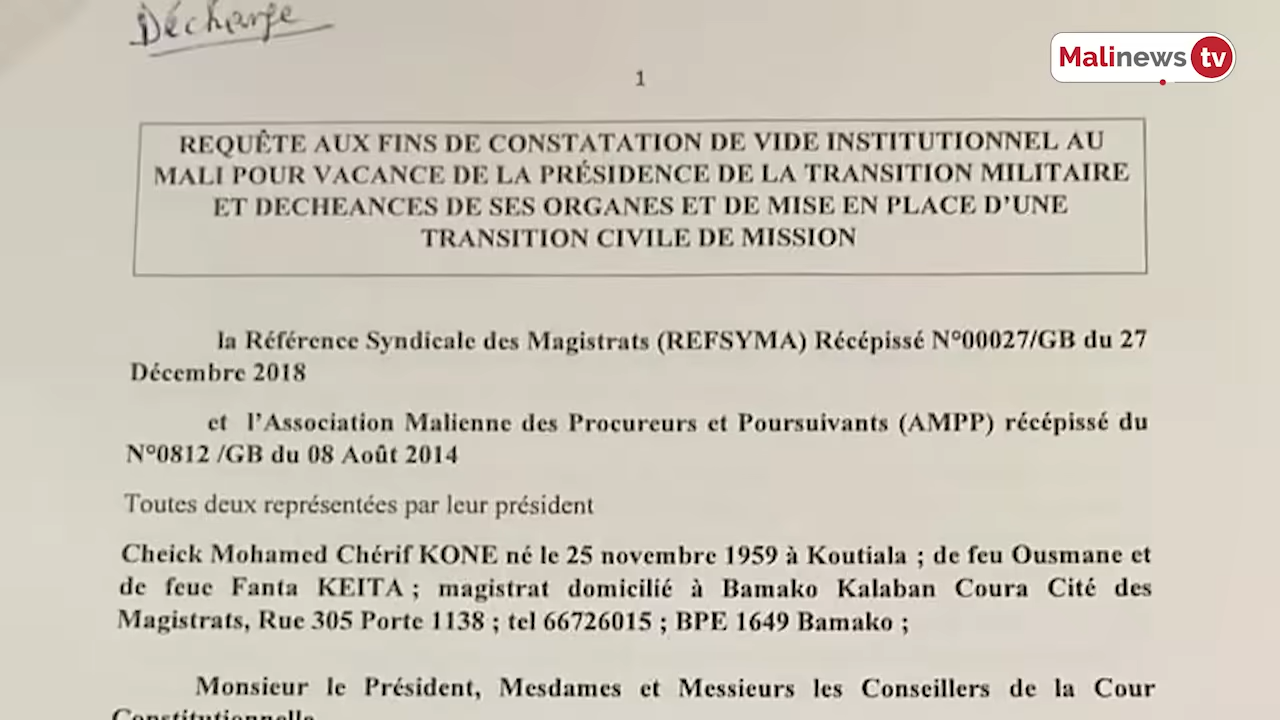 Décharge
Malinews tv
1
REQUÊTE AUX FINS DE CONSTATATION DE VIDE INSTITUTIONNEL AU
MALI POUR VACANCE DE LA PRÉSIDENCE DE LA TRANSITION MILITAIRE
ET DECHEANCES DE SES ORGANES ET DE MISE EN PLACE D'UNE
TRANSITION CIVILE DE MISSION
la Référence Syndicale des Magistrats (REFSYMA) Récépissé N°00027/GB du 27
Décembre 2018
et l'Association Malienne des Procureurs et Poursuivants (AMPP) récépissé du
N°0812 /GB du 08 Août 2014
Toutes deux représentées par leur président
Cheick Mohamed Chérif KONE né le 25 novembre 1959 à Koutiala ; de feu Ousmane et
de feue Fanta KEITA ; magistrat domicilié à Bamako Kalaban Coura Cité des
Magistrats, Rue 305 Porte 1138 ; tel 66726015 ; BPE 1649 Bamako ;
Monsieur le Président, Mesdames et Messieurs les Conseillers de la Cour
Constitutionnelle